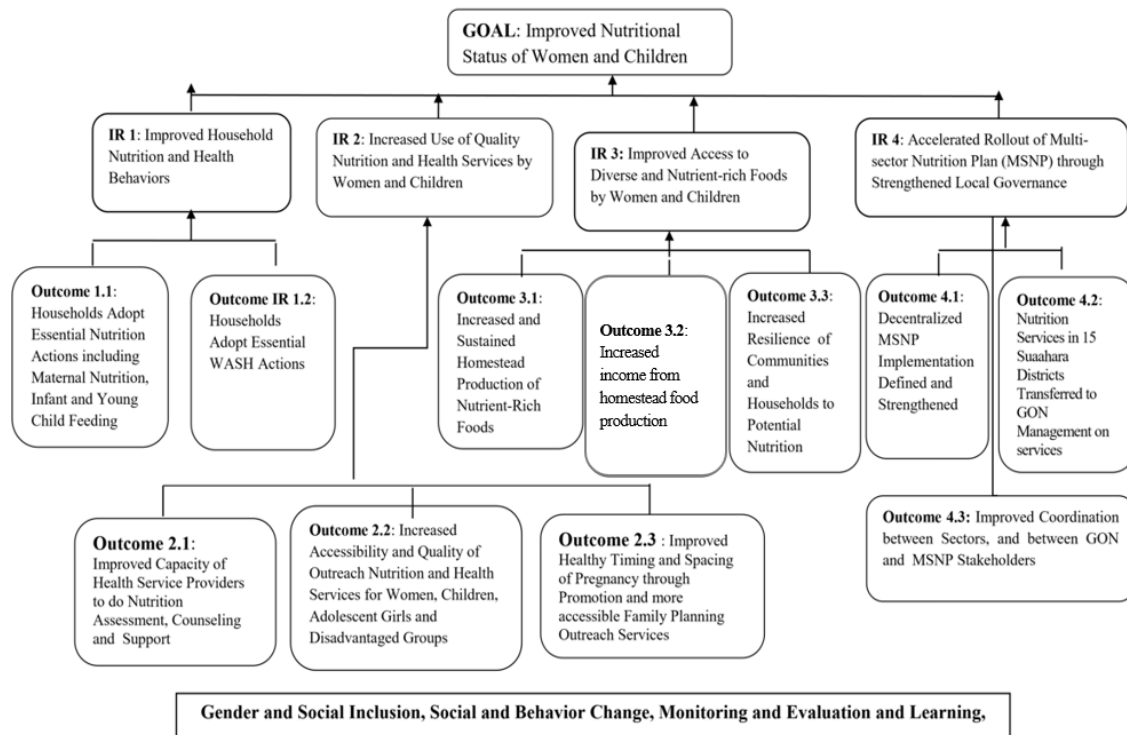 GOAL: Improved Nutritional
Status of Women and Children
IR 1: Improved Household
Nutrition and Health
Behaviors
IR 2: Increased Use of Quality
Nutrition and Health Services by
Women and Children
IR 3: Improved Access to
Diverse and Nutrient-rich Foods
by Women and Children
IR 4: Accelerated Rollout of Multi-
sector Nutrition Plan (MSNP) through
Strengthened Local Governance
Outcome 1.1:
Households Adopt
Essential Nutrition
Actions including
Maternal Nutrition,
Infant and Young
Child Feeding
Outcome IR 1.2:
Households
Adopt Essential
WASH Actions
Outcome 3.1:
Increased and
Sustained
Homestead
Production of
Nutrient-Rich
Foods
Outcome 3.2:
Increased
income from
homestead food
production
Outcome 3.3:
Increased
Resilience of
Communities
and
Households to
Potential
Nutrition
Outcome 4.1:
Decentralized
MSNP
Implementation
Defined and
Strengthened
Outcome 4.2:
Nutrition
Services in 15
Suaahara
Districts
Transferred to
GON
Management on
services
Outcome 2.1:
Improved Capacity of
Health Service Providers
to do Nutrition
Assessment, Counseling
and Support
Outcome 2.2: Increased
Accessibility and Quality of
Outreach Nutrition and Health
Services for Women, Children,
Adolescent Girls and
Disadvantaged Groups
Outcome 2.3 : Improved
Healthy Timing and Spacing
of Pregnancy through
Promotion and more
accessible Family Planning
Outreach Services
Outcome 4.3: Improved Coordination
between Sectors, and between GON
and MSNP Stakeholders
Gender and Social Inclusion, Social and Behavior Change, Monitoring and Evaluation and Learning,